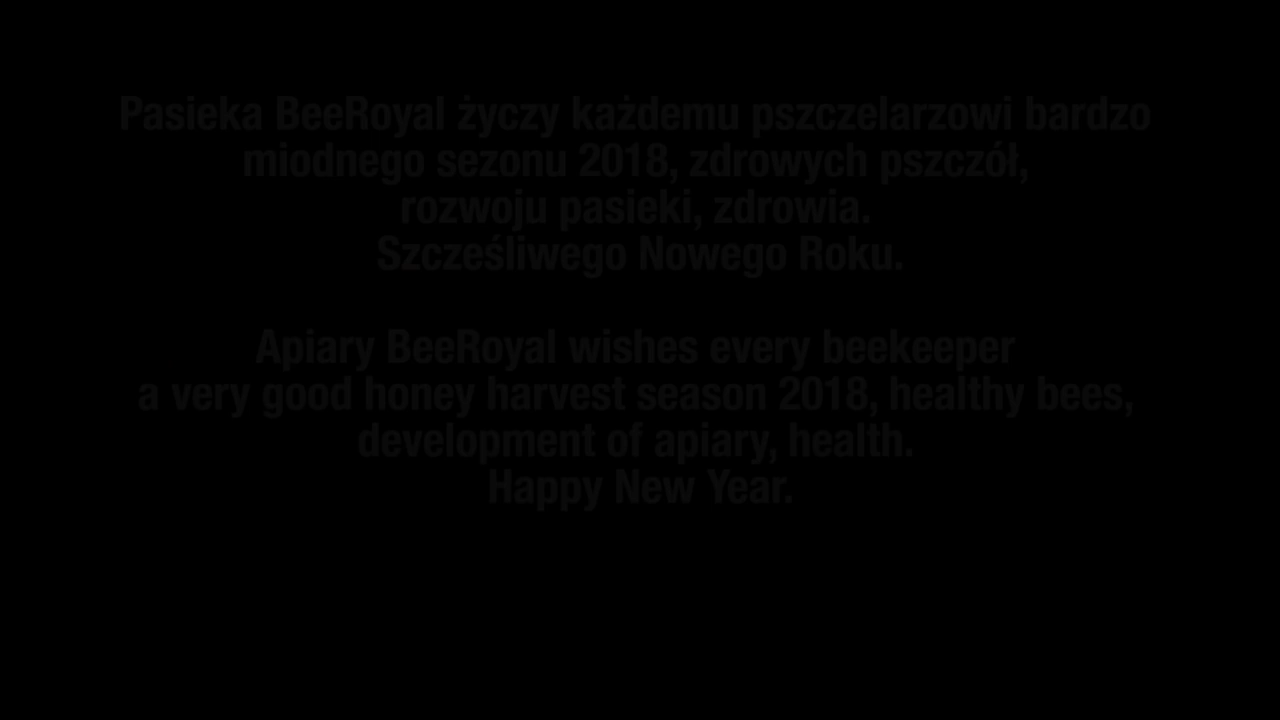 Pasieka BeeRoyal życzy każdemu pszczelarzowi bardzo
miodnego sezonu 2018, zdrowych pszczół,
rozwoju pasieki, zdrowia.
Szcześliwego Nowego Roku.
Apiary BeeRoyal wishes every beekeeper
a very good honey harvest season 2018, healthy bees,
development of apiary, health.
Happy New Year.